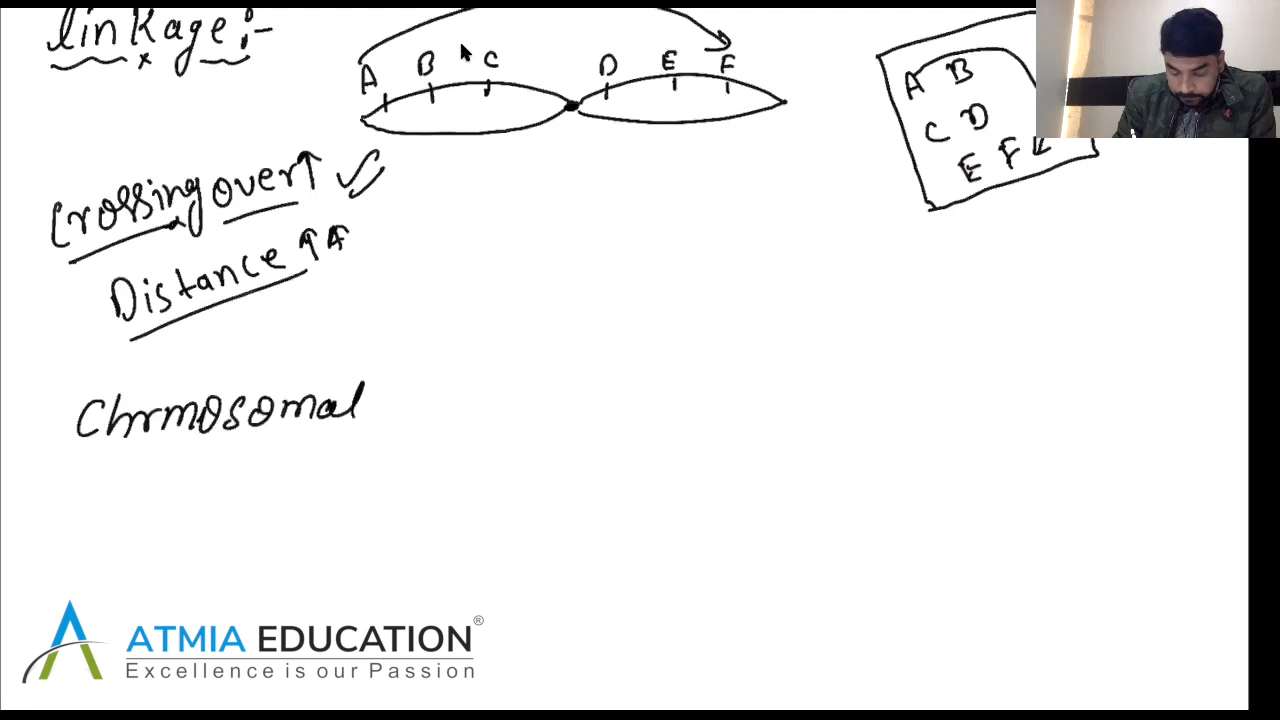 linkage :-
A B C D E F
A B
C D
E F
Crossing over ↑
Distance ↑↑
Chrmosomal
ATMIA EDUCATION®
Excellence is our Passion